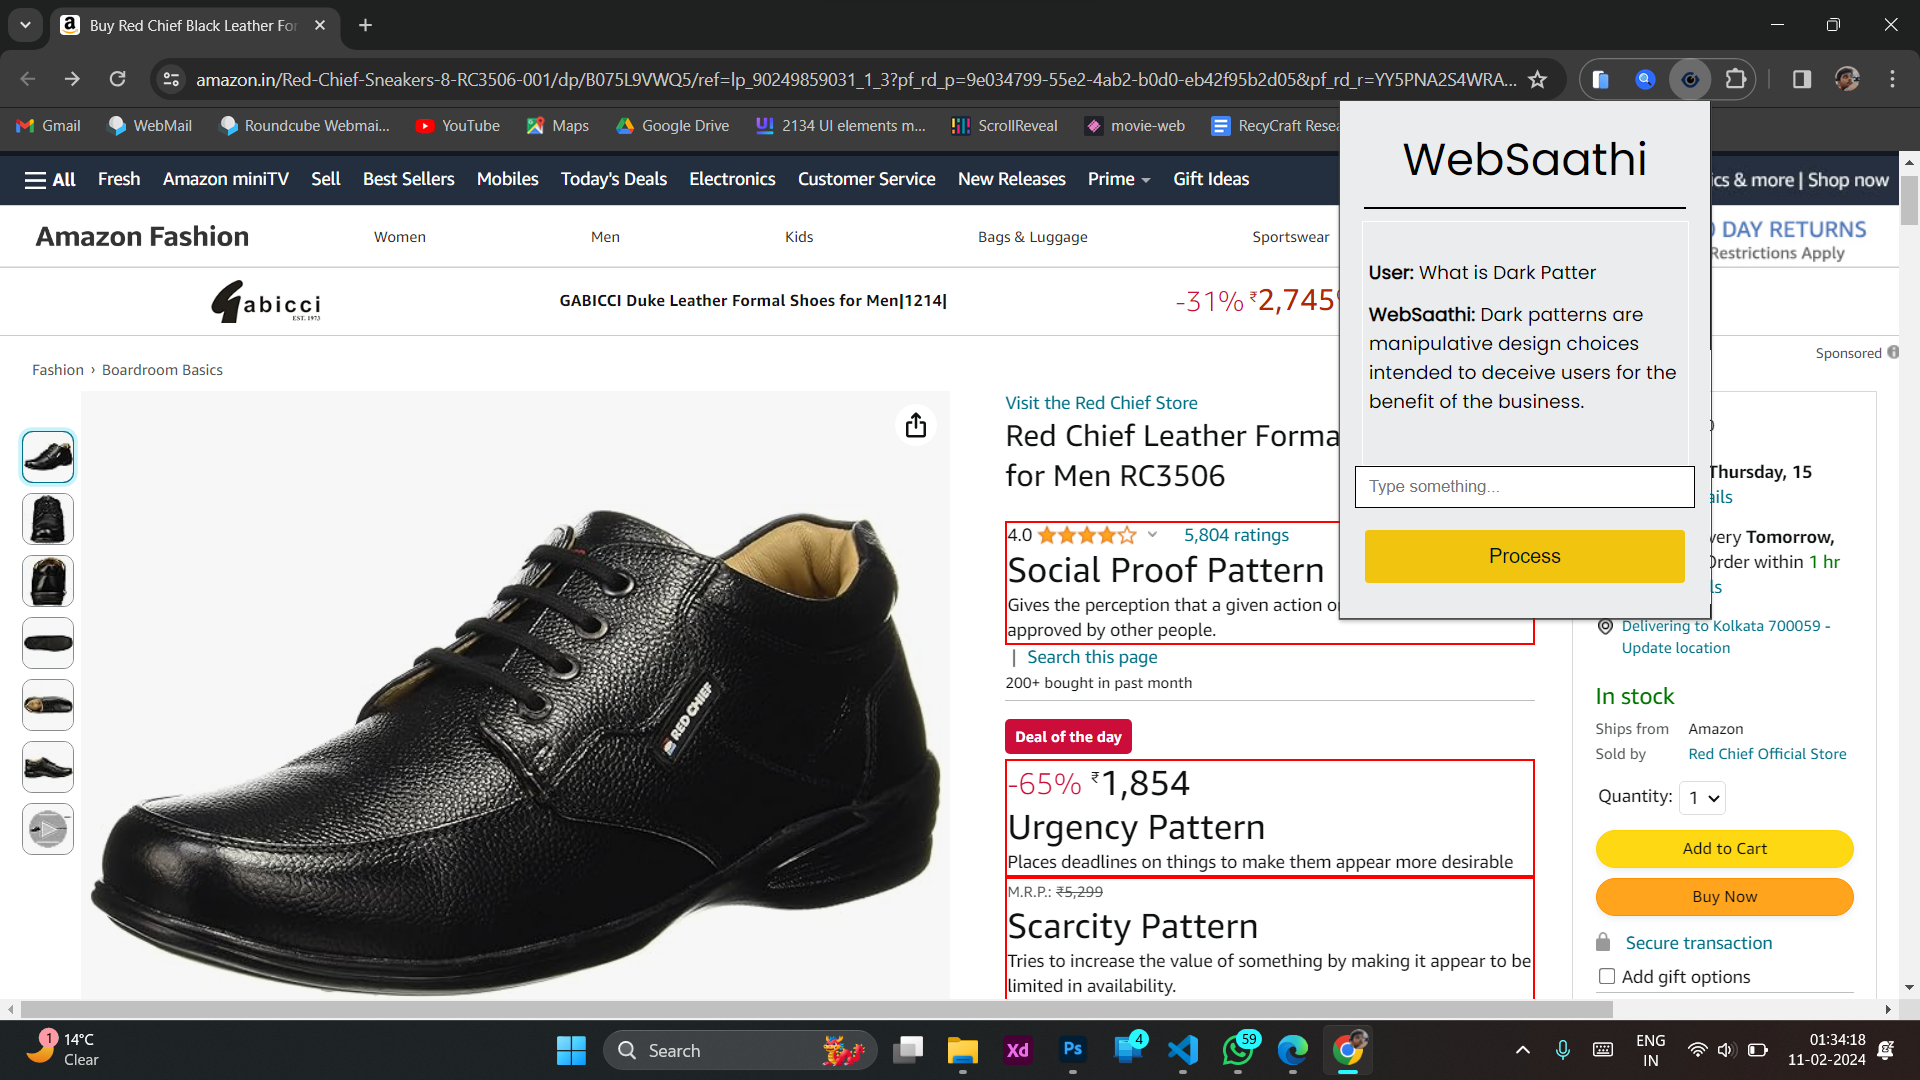 Buy Red Chief Black Leather For
amazon.in/Red-Chief-Sneakers-8-RC3506-001/dp/B075L9VWQ5/ref=lp_90249859031_1_3?pf_rd_p=9e034799-55e2-4ab2-b0d0-eb42f95b2d05&pf_rd_r=YY5PNA2S4WRA...
Gmail WebMail Roundcube Webmai... YouTube Maps Google Drive 2134 UI elements m... ScrollReveal movie-web RecyCraft Resea
All Fresh Amazon miniTV Sell Best Sellers Mobiles Today's Deals Electronics Customer Service New Releases Prime Gift Ideas
ics & more | Shop now
Amazon Fashion Women Men Kids Bags & Luggage Sportswear
DAY RETURNS
Restrictions Apply
Gabicci
EST. 1973
GABICCI Duke Leather Formal Shoes for Men|1214|
-31% ₹2,745
Sponsored
Fashion › Boardroom Basics
WebSaathi
User: What is Dark Patter
WebSaathi: Dark patterns are
manipulative design choices
intended to deceive users for the
benefit of the business.
Type something...
Process
Visit the Red Chief Store
Red Chief Leather Forma
for Men RC3506
4.0 5,804 ratings
Social Proof Pattern
Gives the perception that a given action o
approved by other people.
| Search this page
200+ bought in past month
Deal of the day
-65% ₹1,854
Urgency Pattern
Places deadlines on things to make them appear more desirable
M.R.P.: ₹5,299
Scarcity Pattern
Tries to increase the value of something by making it appear to be
limited in availability.
RED CHIEF
Thursday, 15
ails
very Tomorrow,
Order within 1 hr
ls
Delivering to Kolkata 700059 -
Update location
In stock
Ships from Amazon
Sold by Red Chief Official Store
Quantity: 1
Add to Cart
Buy Now
Secure transaction
Add gift options
1
14°C
Clear
Search
Xd
Ps
4
59
ENG
IN
01:34:18
11-02-2024